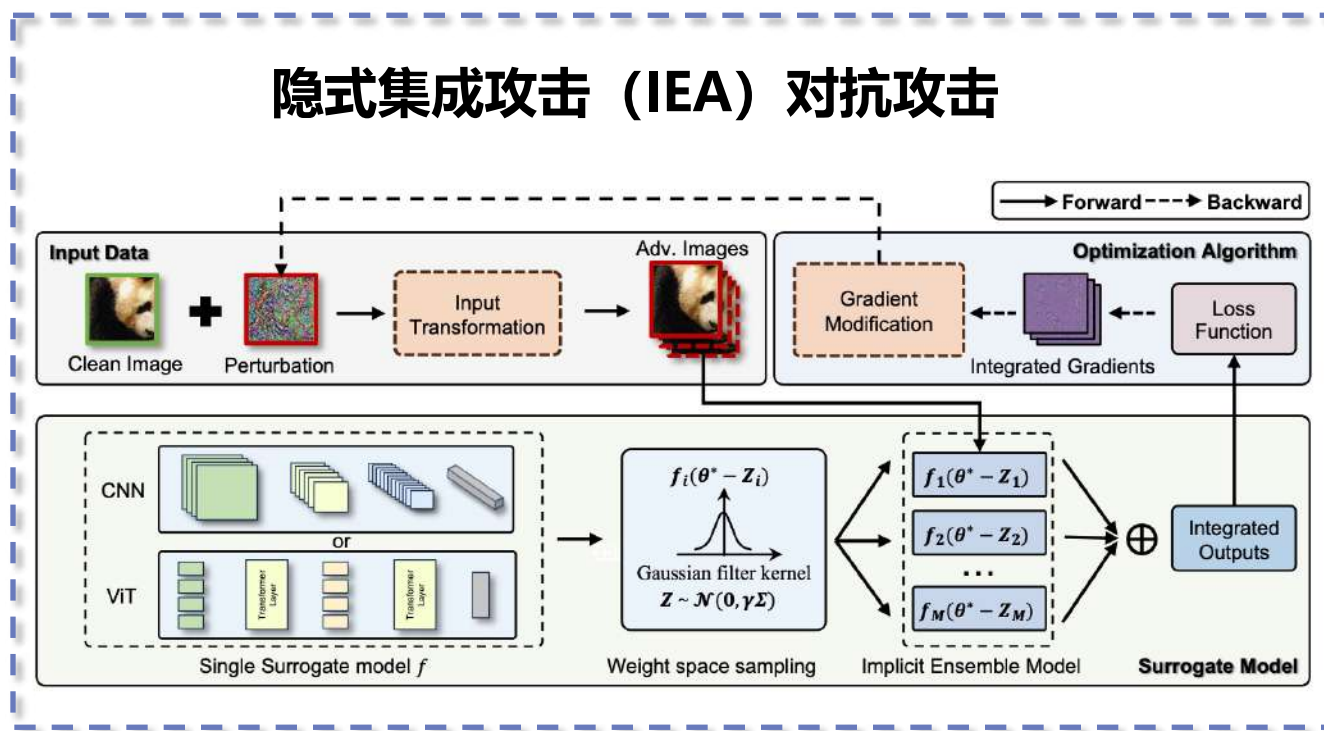 隐式集成攻击（IEA）对抗攻击
Forward
Backward
Input Data
Adv. Images
Optimization Algorithm
Input
Transformation
Gradient
Modification
Loss
Function
Clean Image
Perturbation
Integrated Gradients
CNN
or
ViT
Transformer
Layer
Transformer
Layer
Single Surrogate model f
f_i(θ* − Z_i)
Gaussian filter kernel
Z ~ 𝒩(0, γΣ)
Weight space sampling
f_1(θ* − Z_1)
f_2(θ* − Z_2)
...
f_M(θ* − Z_M)
Implicit Ensemble Model
Integrated
Outputs
Surrogate Model